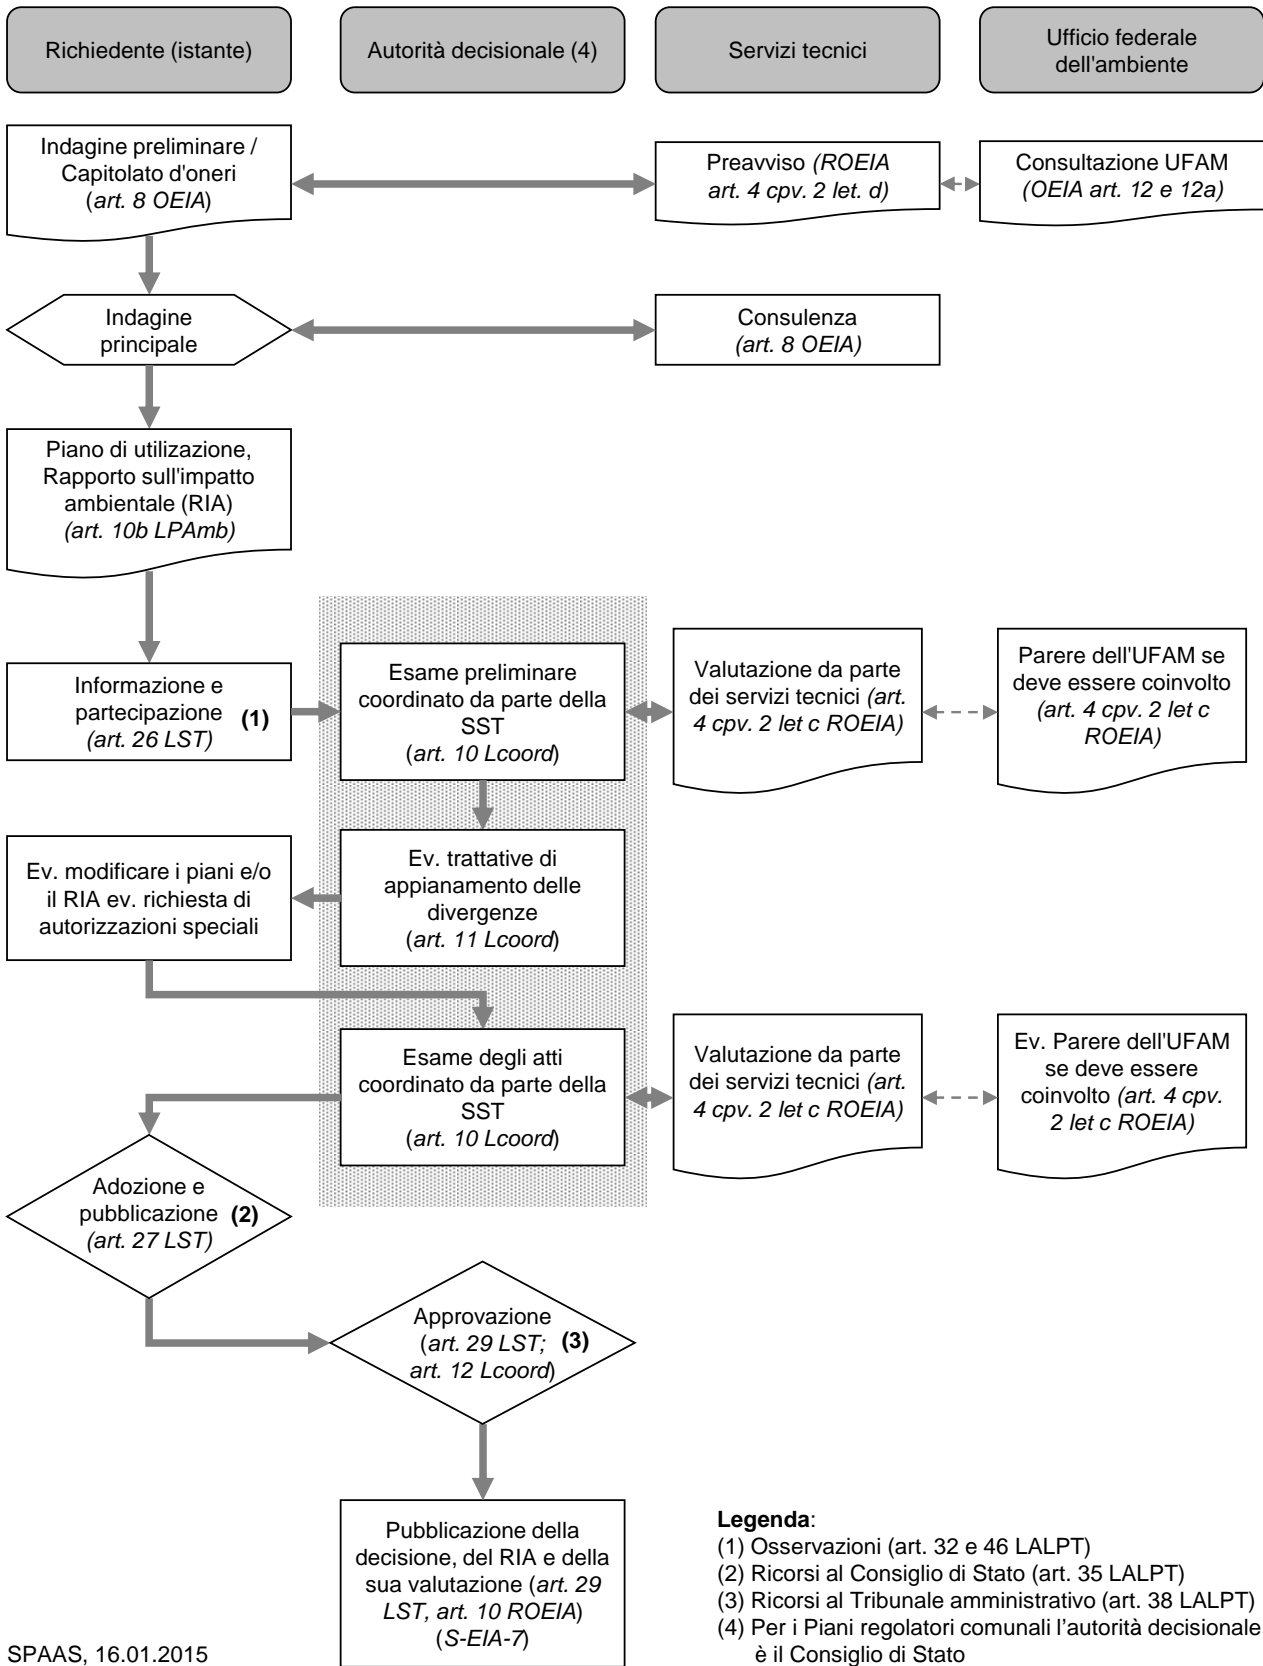 Richiedente (istante)
Autorità decisionale (4)
Servizi tecnici
Ufficio federale
dell'ambiente
Indagine preliminare /
Capitolato d'oneri
(art. 8 OEIA)
Preavviso (ROEIA
art. 4 cpv. 2 let. d)
Consultazione UFAM
(OEIA art. 12 e 12a)
Indagine
principale
Consulenza
(art. 8 OEIA)
Piano di utilizazione,
Rapporto sull'impatto
ambientale (RIA)
(art. 10b LPAmb)
Informazione e
partecipazione (1)
(art. 26 LST)
Esame preliminare
coordinato da parte della
SST
(art. 10 Lcoord)
Valutazione da parte
dei servizi tecnici (art.
4 cpv. 2 let c ROEIA)
Parere dell'UFAM se
deve essere coinvolto
(art. 4 cpv. 2 let c
ROEIA)
Ev. modificare i piani e/o
il RIA ev. richiesta di
autorizzazioni speciali
Ev. trattative di
appianamento delle
divergenze
(art. 11 Lcoord)
Esame degli atti
coordinato da parte della
SST
(art. 10 Lcoord)
Valutazione da parte
dei servizi tecnici (art.
4 cpv. 2 let c ROEIA)
Ev. Parere dell'UFAM
se deve essere
coinvolto (art. 4 cpv.
2 let c ROEIA)
Adozione e
pubblicazione (2)
(art. 27 LST)
Approvazione
(art. 29 LST; (3)
art. 12 Lcoord)
Pubblicazione della
decisione, del RIA e della
sua valutazione (art. 29
LST, art. 10 ROEIA)
(S-EIA-7)
Legenda:
(1) Osservazioni (art. 32 e 46 LALPT)
(2) Ricorsi al Consiglio di Stato (art. 35 LALPT)
(3) Ricorsi al Tribunale amministrativo (art. 38 LALPT)
(4) Per i Piani regolatori comunali l’autorità decisionale
è il Consiglio di Stato
SPAAS, 16.01.2015